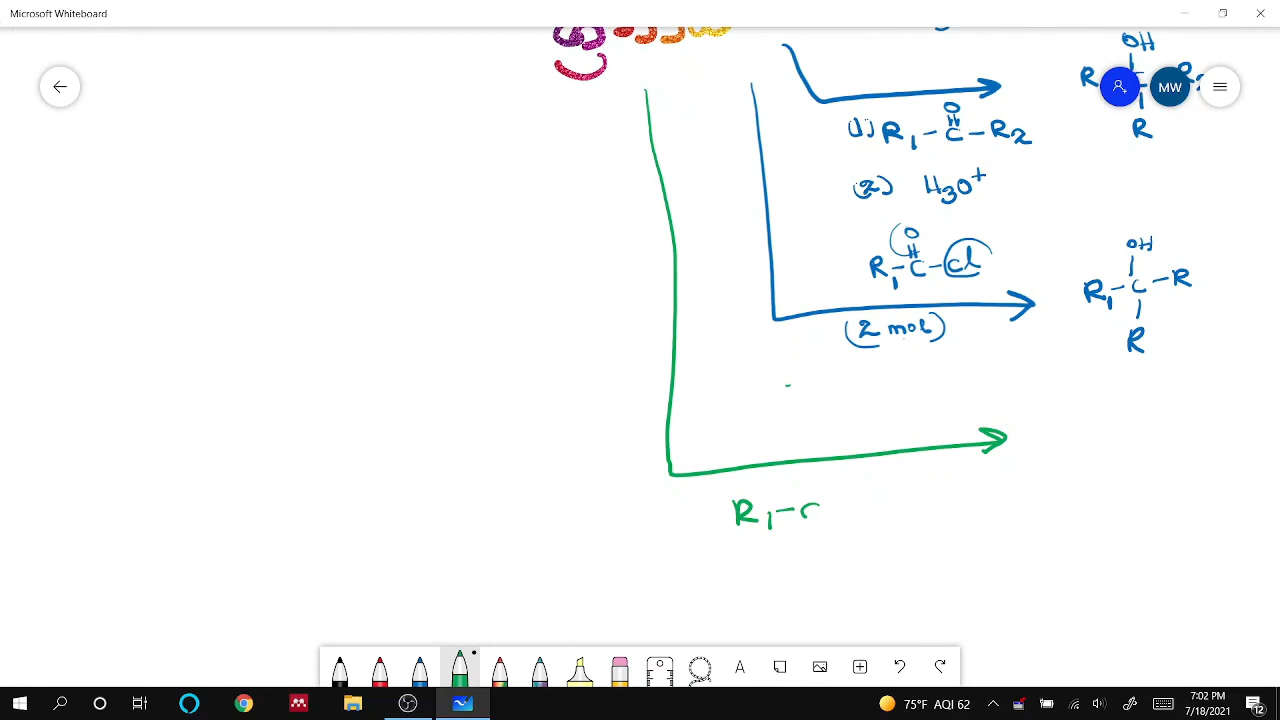 Microsoft Whiteboard
OH
MW
R
(1) R1-C-R2
O
R
(2) H3O+
O
R1-C-Cl
OH
R1-C-R
R
(2 mol)
R1-
A
75°F AQI 62
7:02 PM
7/18/2021
12